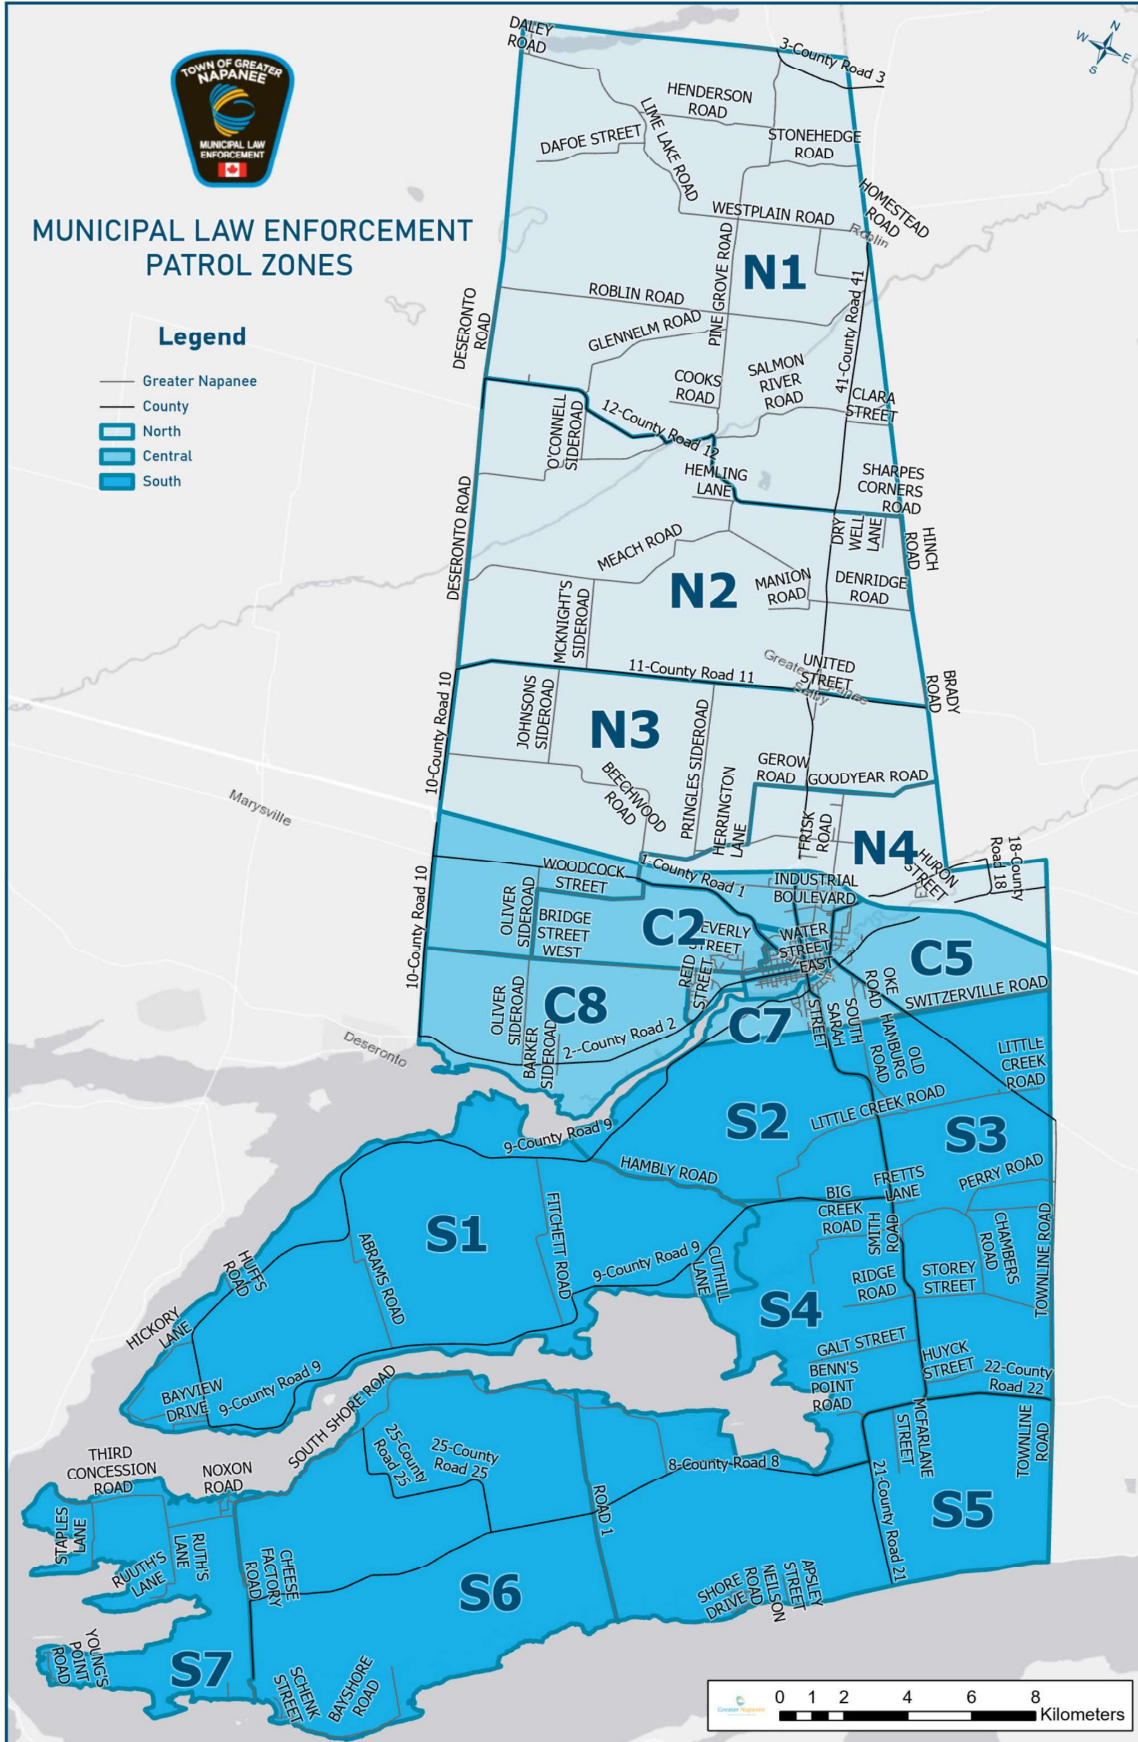 DALEY
ROAD
3-County Road 3
N
W
E
S
TOWN OF GREATER
NAPANEE
MUNICIPAL LAW
ENFORCEMENT
MUNICIPAL LAW ENFORCEMENT
PATROL ZONES
Legend
Greater Napanee
County
North
Central
South
HENDERSON
ROAD
DAFOE STREET
LIME LAKE ROAD
STONEHEDGE
ROAD
HOMESTEAD
ROAD
WESTPLAIN ROAD
Roblin
N1
PINE GROVE ROAD
ROBLIN ROAD
DESERONTO
ROAD
GLENNELM ROAD
41-County Road 41
COOKS
ROAD
SALMON
RIVER
ROAD
CLARA
STREET
O'CONNELL
SIDEROAD
12-County Road 12
HEMLING
LANE
SHARPES
CORNERS
ROAD
DESERONTO ROAD
DRY
WELL
LANE
HINCH
ROAD
MEACH ROAD
N2
MANION
ROAD
DENRIDGE
ROAD
MCKNIGHT'S
SIDEROAD
11-County Road 11
UNITED
STREET
Greater Napanee
Selby
BRADY
ROAD
10-County Road 10
JOHNSONS
SIDEROAD
N3
PRINGLES SIDEROAD
GEROW
ROAD
GOODYEAR ROAD
BEECHWOOD
ROAD
HERRINGTON
LANE
FRISK
ROAD
N4
HURON
STREET
18-County
Road 18
Marysville
WOODCOCK
STREET
1-County Road 1
INDUSTRIAL
BOULEVARD
10-County Road 10
OLIVER
SIDEROAD
BRIDGE
STREET
WEST
C2
EVERLY
STREET
WATER
STREET
EAST
REID
STREET
C5
OKE
ROAD
SWITZERVILLE ROAD
OLIVER
SIDEROAD
C8
BARKER
SIDEROAD
2--County Road 2
C7
SARAH
STREET
SOUTH
OLD
HAMBURG
ROAD
Deseronto
LITTLE
CREEK
ROAD
9-County Road 9
S2
LITTLE CREEK ROAD
S3
HAMBLY ROAD
BIG
CREEK
ROAD
FRETTS
LANE
PERRY ROAD
S1
FITCHETT ROAD
SMITH
ROAD
CHAMBERS
ROAD
TOWNLINE ROAD
HUFFS
ROAD
ABRAMS ROAD
9-County Road 9
CUTHILL
LANE
RIDGE
ROAD
STOREY
STREET
S4
HICKORY
LANE
GALT STREET
HUYCK
STREET
BENN'S
POINT
ROAD
22-County
Road 22
BAYVIEW
DRIVE
9-County Road 9
SOUTH SHORE ROAD
MCFARLANE
STREET
TOWNLINE
ROAD
THIRD
CONCESSION
ROAD
NOXON
ROAD
25-County
Road 25
25-County
Road 25
8-County Road 8
21-County Road 21
S5
ROAD 1
STAPLES
LANE
RUUTH'S
LANE
RUTH'S
LANE
CHEESE
FACTORY
ROAD
S6
SHORE
DRIVE
NEILSON
ROAD
APSLEY
STREET
YOUNG'S
POINT
ROAD
S7
SCHENK
STREET
BAYSHORE
ROAD
Greater Napanee
0 1 2 4 6 8
Kilometers